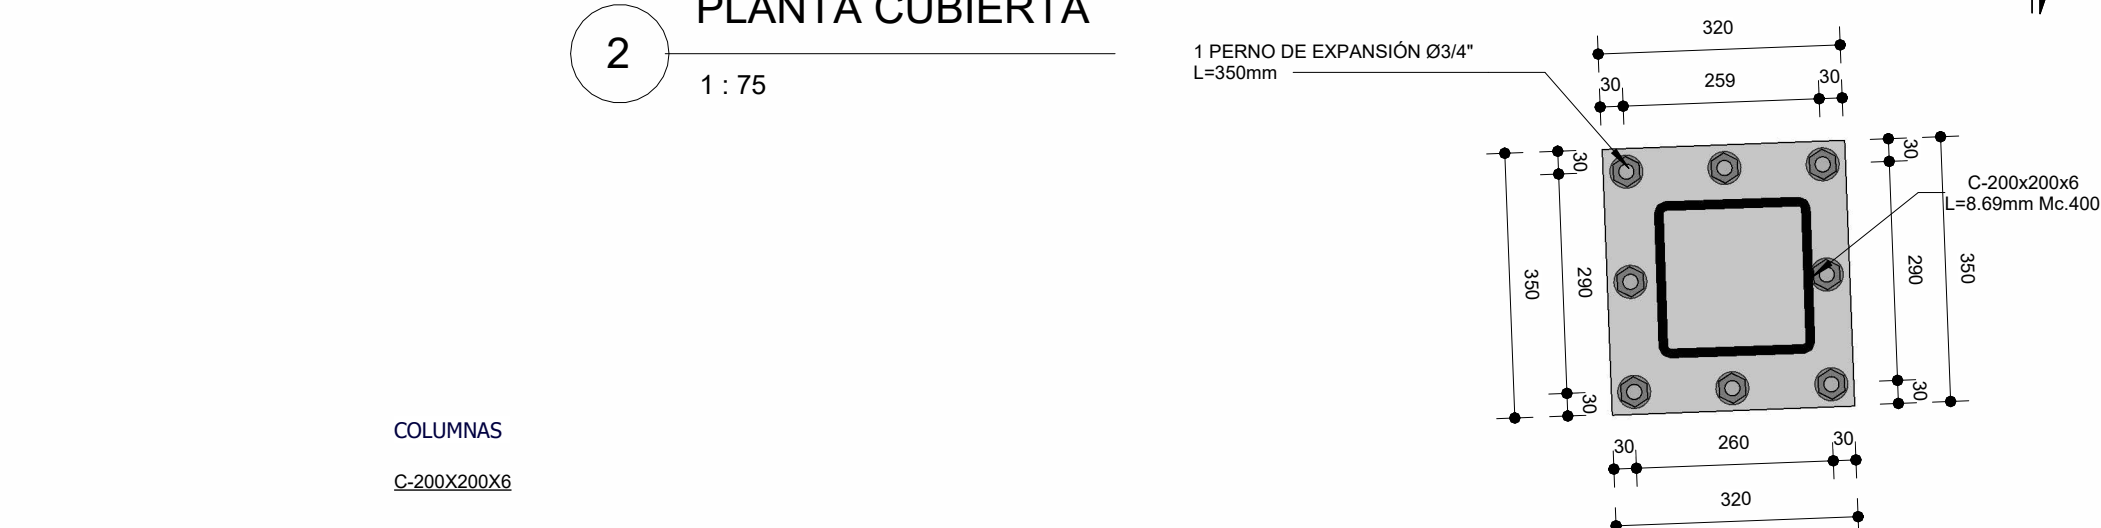 PLANTA CUBIERTA
2
1 : 75
COLUMNAS
C-200X200X6
1 PERNO DE EXPANSIÓN Ø3/4"
L=350mm
320
30
259
30
30
290
30
350
30
290
30
350
C-200x200x6
L=8.69mm Mc.400
30
260
30
320